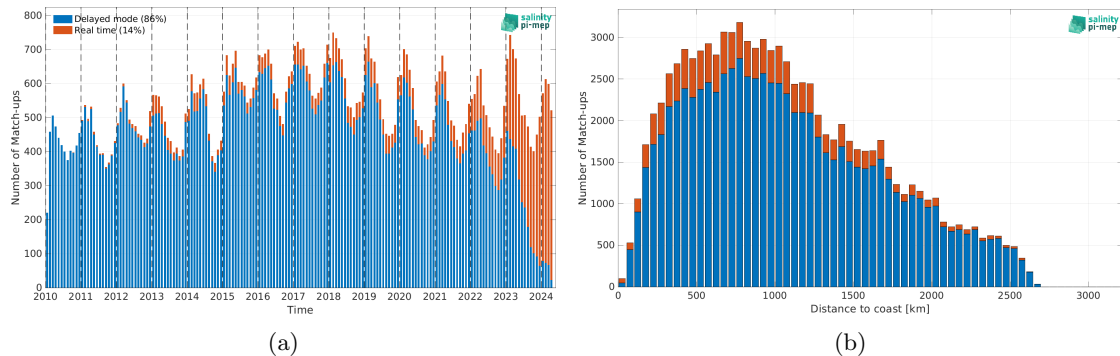 Delayed mode (86%)
Real time (14%)
salinity
pi-mep
Number of Match-ups
800
700
600
500
400
300
200
100
0
2010 2011 2012 2013 2014 2015 2016 2017 2018 2019 2020 2021 2022 2023 2024
Time
(a)
salinity
pi-mep
Number of Match-ups
3000
2500
2000
1500
1000
500
0
0 500 1000 1500 2000 2500 3000
Distance to coast [km]
(b)